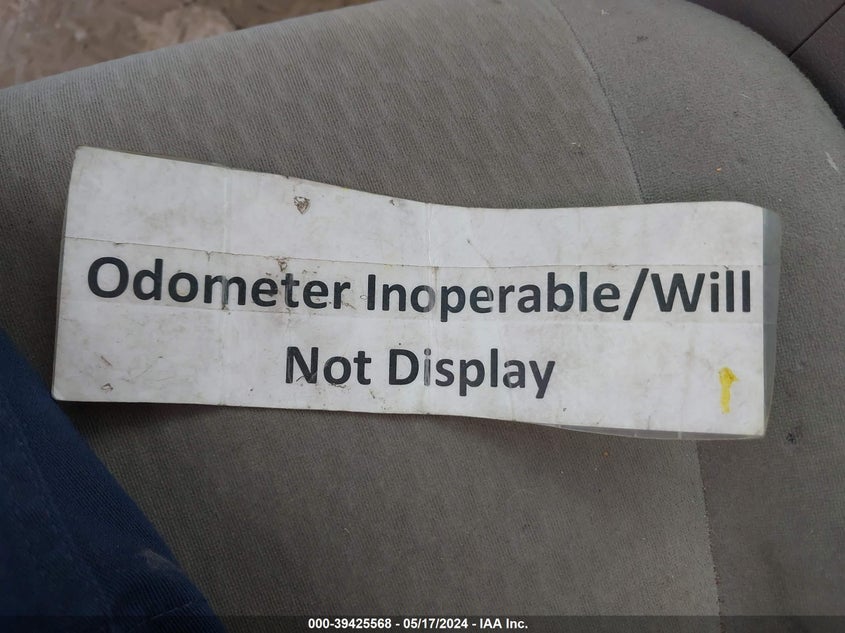 Odometer Inoperable/Will
Not Display
000-39425568 - 05/17/2024 - IAA Inc.